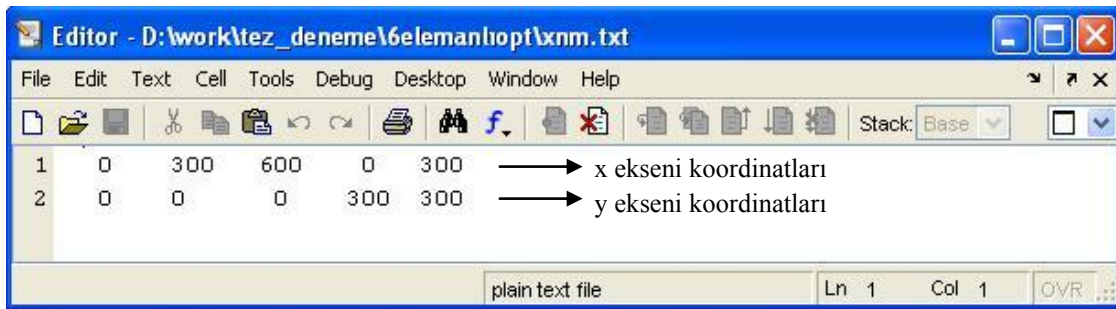 Editor - D:\work\tez_deneme\6elemanlıopt\xnm.txt
File Edit Text Cell Tools Debug Desktop Window Help
Stack: Base
1 0 300 600 0 300 x ekseni koordinatları
2 0 0 0 300 300 y ekseni koordinatları
plain text file Ln 1 Col 1 OVR